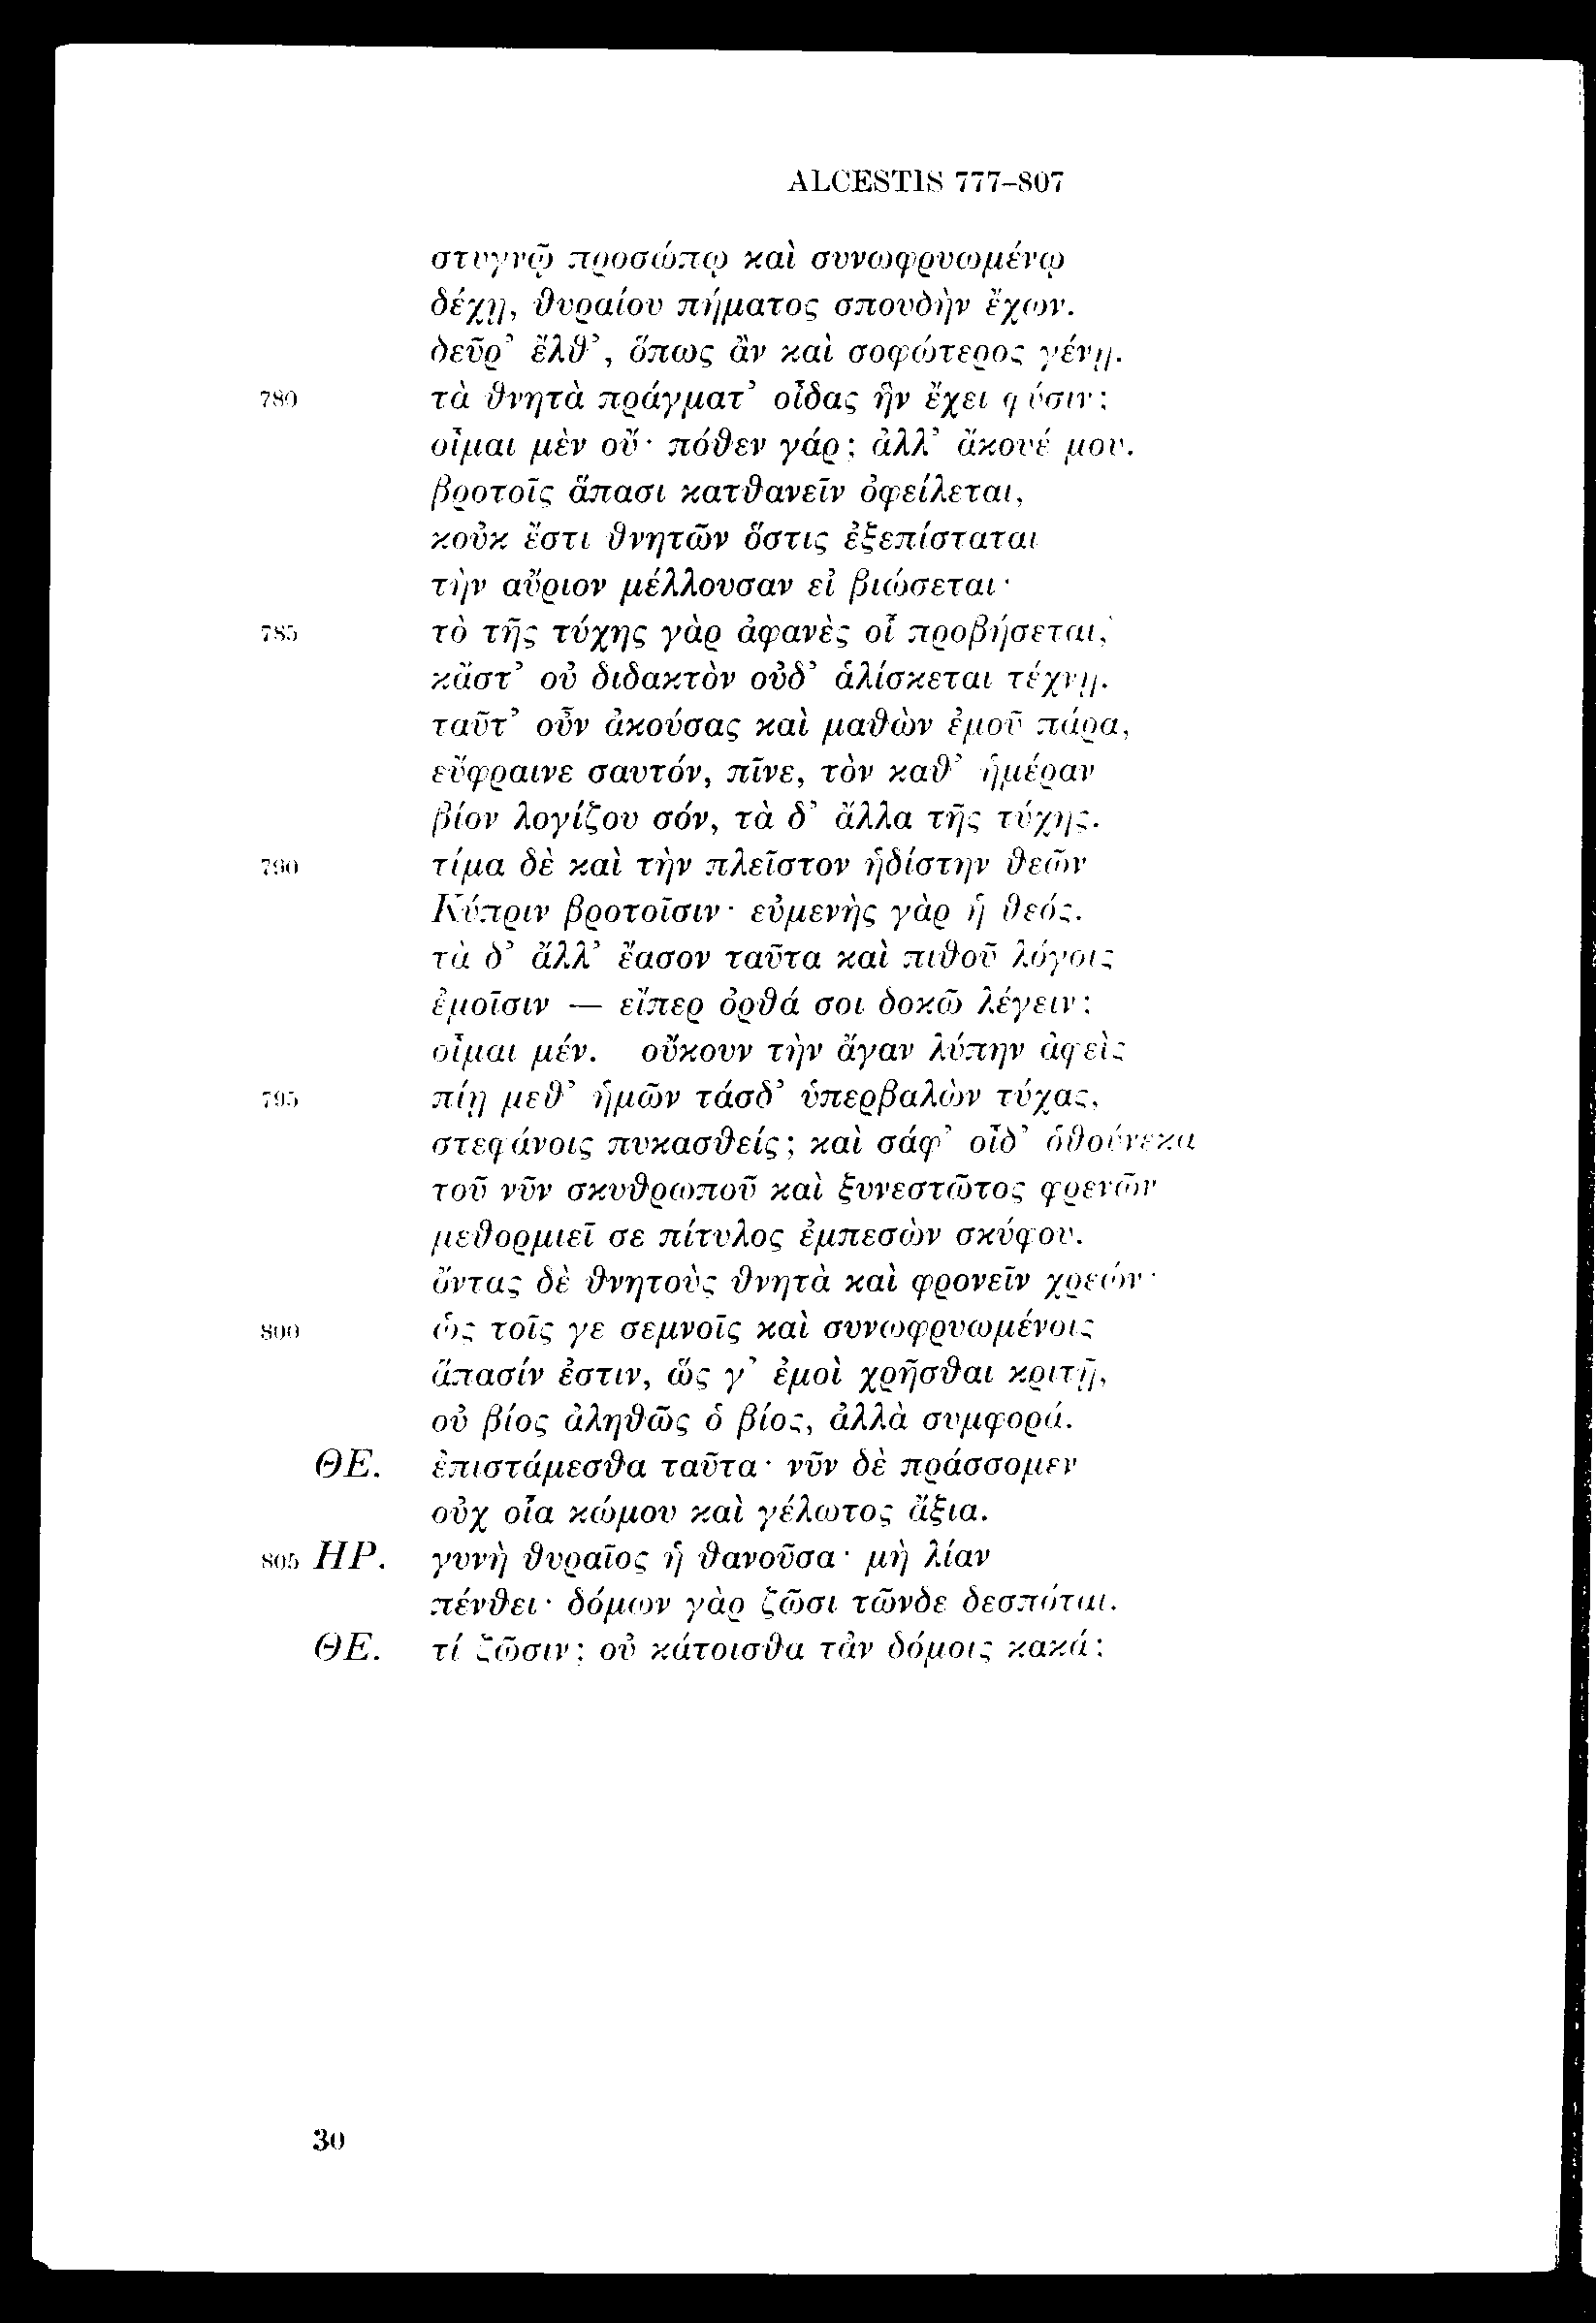 ALCESTIS 777–807
στυγνῷ προσώπῳ καὶ συνωφρυωμένῳ
δέχῃ, θυραίου πήματος σπουδὴν ἔχων.
δεῦρ’ ἔλθ’, ὅπως ἂν καὶ σοφώτερος γένῃ.
780 τὰ θνητὰ πράγματ’ οἶδας ἣν ἔχει φύσιν;
οἶμαι μὲν οὔ· πόθεν γάρ; ἀλλ’ ἄκουέ μου.
βροτοῖς ἅπασι κατθανεῖν ὀφείλεται,
κοὐκ ἔστι θνητῶν ὅστις ἐξεπίσταται
τὴν αὔριον μέλλουσαν εἰ βιώσεται·
785 τὸ τῆς τύχης γὰρ ἀφανὲς οἷ προβήσεται,
κἄστ’ οὐ διδακτὸν οὐδ’ ἁλίσκεται τέχνῃ.
ταῦτ’ οὖν ἀκούσας καὶ μαθὼν ἐμοῦ πάρα,
εὔφραινε σαυτόν, πῖνε, τὸν καθ’ ἡμέραν
βίον λογίζου σόν, τὰ δ’ ἄλλα τῆς τύχης.
790 τίμα δὲ καὶ τὴν πλεῖστον ἡδίστην θεῶν
Κύπριν βροτοῖσιν· εὐμενὴς γὰρ ἡ θεός.
τὰ δ’ ἄλλ’ ἔασον ταῦτα καὶ πιθοῦ λόγοις
ἐμοῖσιν — εἴπερ ὀρθά σοι δοκῶ λέγειν;
οἶμαι μέν. οὔκουν τὴν ἄγαν λύπην ἀφεὶς
795 πίῃ μεθ’ ἡμῶν τάσδ’ ὑπερβαλὼν τύχας,
στεφάνοις πυκασθείς; καὶ σάφ’ οἶδ’ ὁθούνεκα
τοῦ νῦν σκυθρωποῦ καὶ ξυνεστῶτος φρενῶν
μεθορμιεῖ σε πίτυλος ἐμπεσὼν σκύφου.
ὄντας δὲ θνητοὺς θνητὰ καὶ φρονεῖν χρεών·
800 ὡς τοῖς γε σεμνοῖς καὶ συνωφρυωμένοις
ἅπασίν ἐστιν, ὥς γ’ ἐμοὶ χρῆσθαι κριτῇ,
οὐ βίος ἀληθῶς ὁ βίος, ἀλλὰ συμφορά.
ΘΕ. ἐπιστάμεσθα ταῦτα· νῦν δὲ πράσσομεν
οὐχ οἷα κώμου καὶ γέλωτος ἄξια.
805 ΗΡ. γυνὴ θυραῖος ἡ θανοῦσα· μὴ λίαν
πένθει· δόμων γὰρ ζῶσι τῶνδε δεσπόται.
ΘΕ. τί ζῶσιν; οὐ κάτοισθα τἀν δόμοις κακά;
30